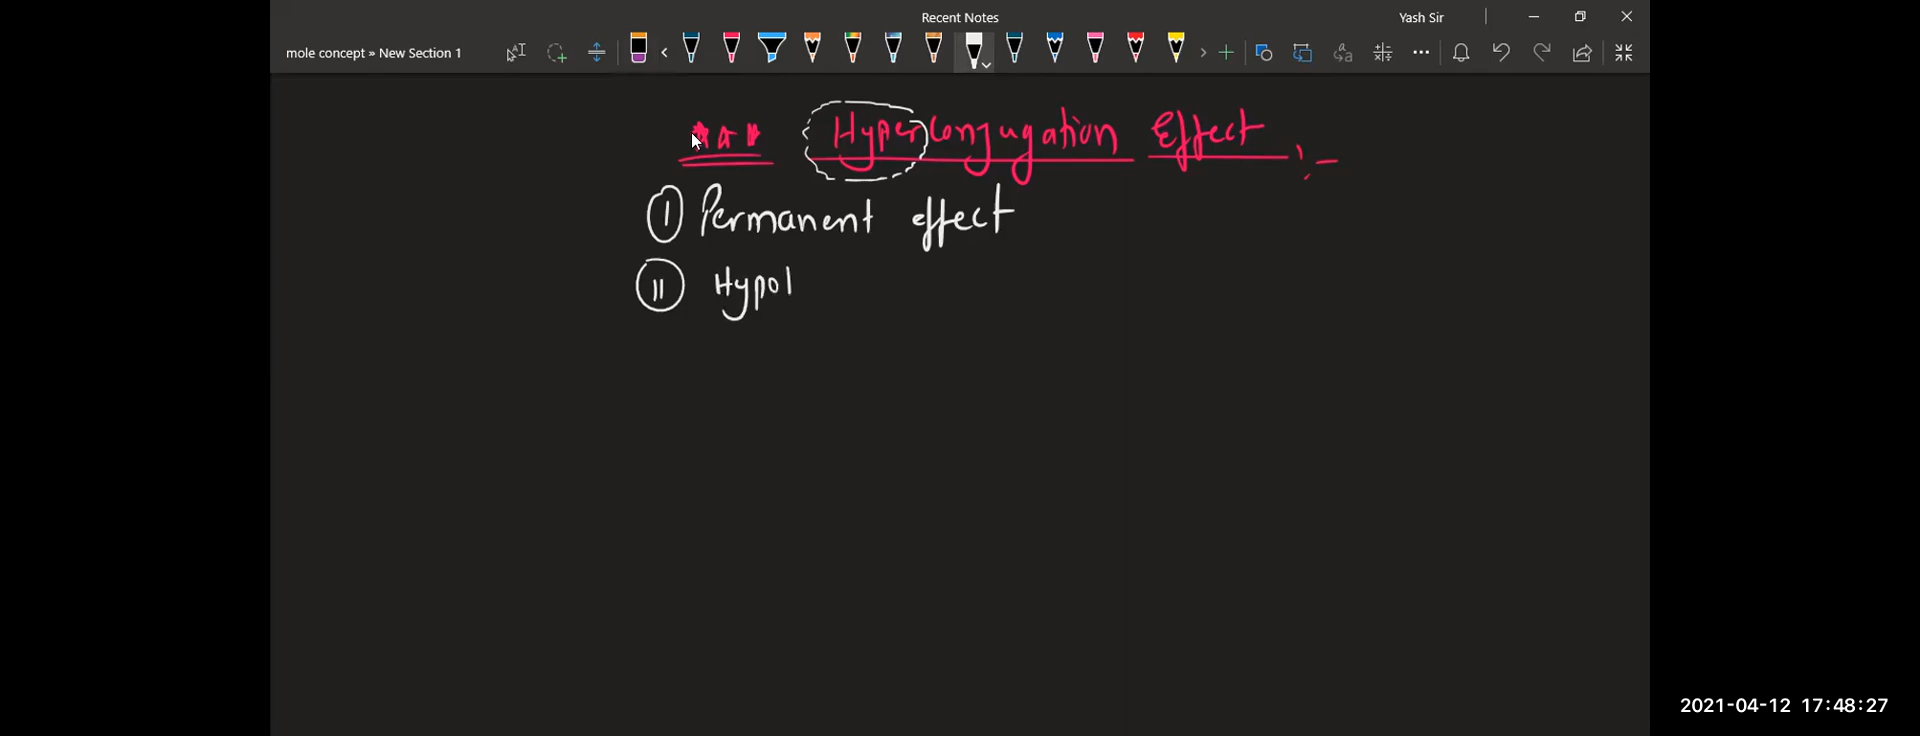 Recent Notes
Yash Sir
mole concept » New Section 1
*** Hyperconjugation Effect :-
(I) Permanent effect
(II) Hypol
2021-04-12 17:48:27